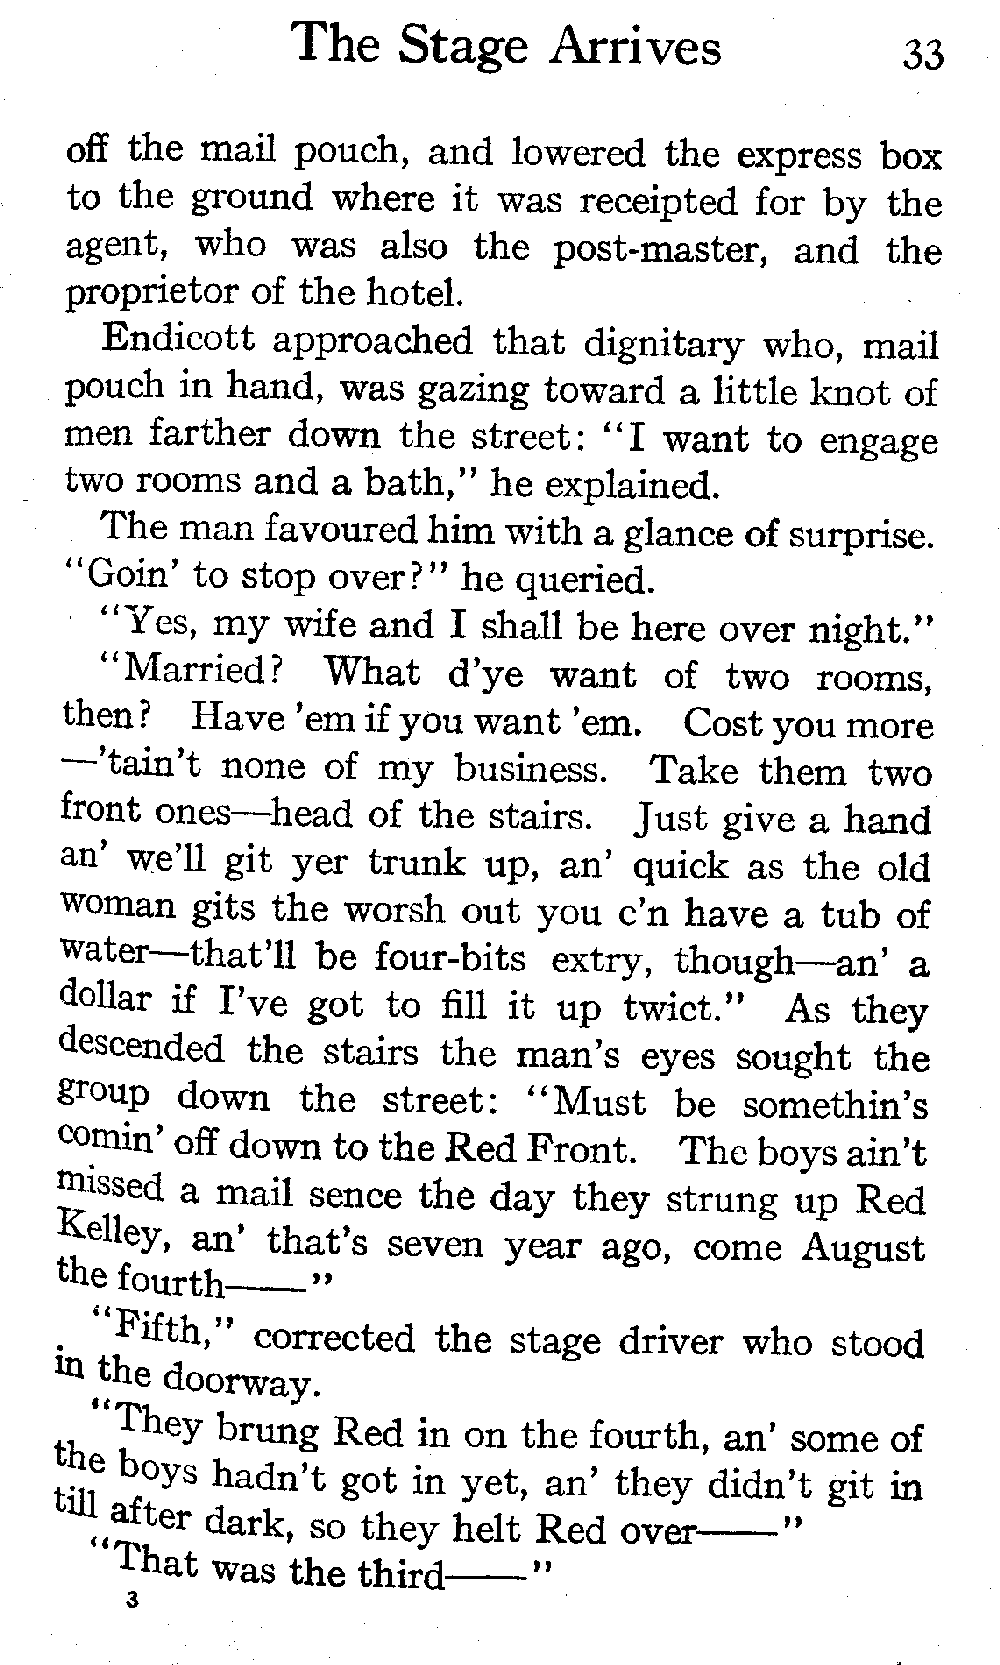 The Stage Arrives 33
off the mail pouch, and lowered the express box
to the ground where it was receipted for by the
agent, who was also the post-master, and the
proprietor of the hotel.
Endicott approached that dignitary who, mail
pouch in hand, was gazing toward a little knot of
men farther down the street: “I want to engage
two rooms and a bath,” he explained.
The man favoured him with a glance of surprise.
“Goin’ to stop over?” he queried.
“Yes, my wife and I shall be here over night.”
“Married? What d’ye want of two rooms,
then? Have ’em if you want ’em. Cost you more
—’tain’t none of my business. Take them two
front ones—head of the stairs. Just give a hand
an’ we’ll git yer trunk up, an’ quick as the old
woman gits the worsh out you c’n have a tub of
water—that’ll be four-bits extry, though—an’ a
dollar if I’ve got to fill it up twict.” As they
descended the stairs the man’s eyes sought the
group down the street: “Must be somethin’s
comin’ off down to the Red Front. The boys ain’t
missed a mail sence the day they strung up Red
Kelley, an’ that’s seven year ago, come August
the fourth——”
“Fifth,” corrected the stage driver who stood
in the doorway.
“They brung Red in on the fourth, an’ some of
the boys hadn’t got in yet, an’ they didn’t git in
till after dark, so they helt Red over——”
“That was the third——”
3